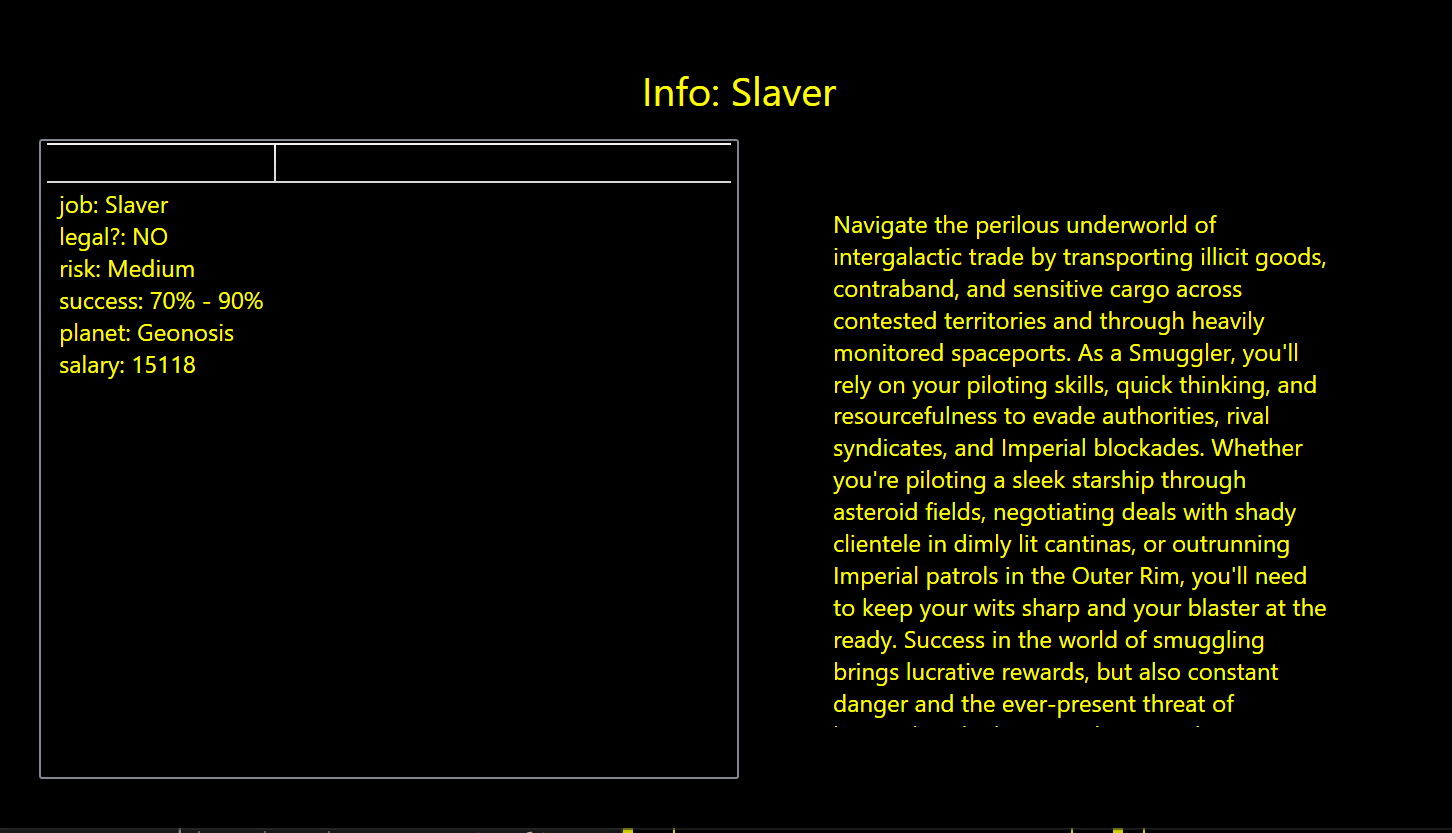 Info: Slaver
job: Slaver
legal?: NO
risk: Medium
success: 70% - 90%
planet: Geonosis
salary: 15118
Navigate the perilous underworld of
intergalactic trade by transporting illicit goods,
contraband, and sensitive cargo across
contested territories and through heavily
monitored spaceports. As a Smuggler, you'll
rely on your piloting skills, quick thinking, and
resourcefulness to evade authorities, rival
syndicates, and Imperial blockades. Whether
you're piloting a sleek starship through
asteroid fields, negotiating deals with shady
clientele in dimly lit cantinas, or outrunning
Imperial patrols in the Outer Rim, you'll need
to keep your wits sharp and your blaster at the
ready. Success in the world of smuggling
brings lucrative rewards, but also constant
danger and the ever-present threat of